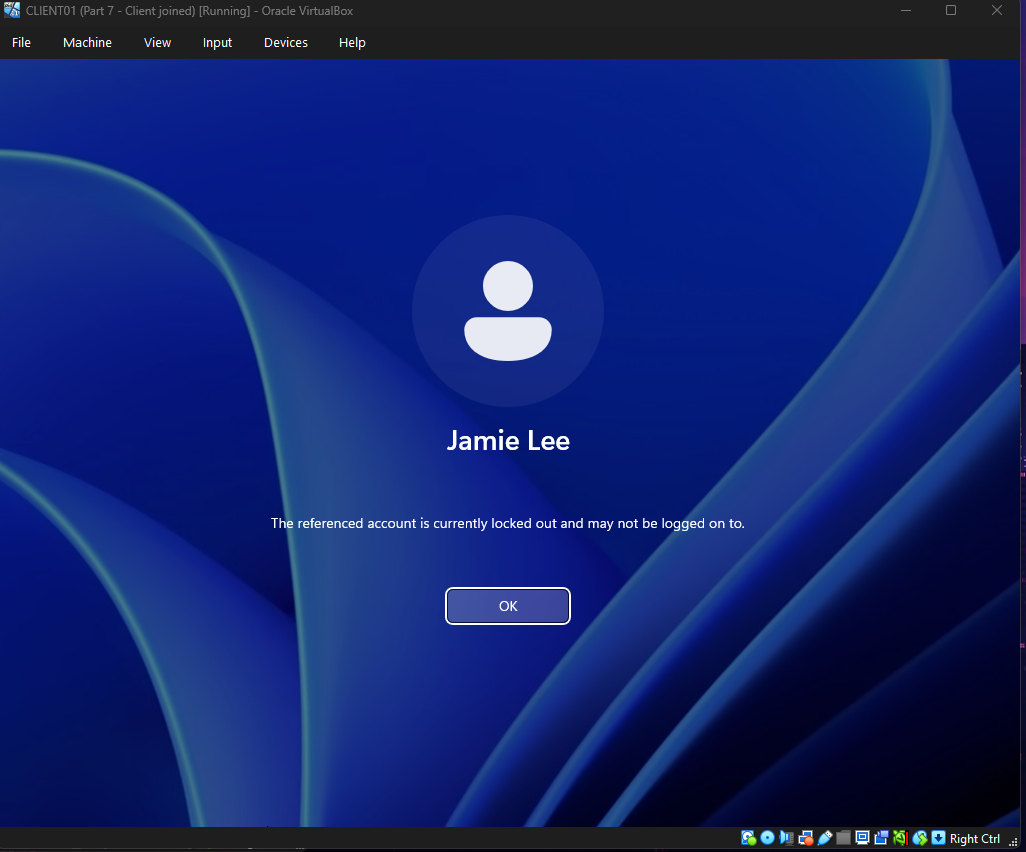 CLIENT01 (Part 7 - Client joined) [Running] - Oracle VirtualBox
File Machine View Input Devices Help
Jamie Lee
The referenced account is currently locked out and may not be logged on to.
OK
Right Ctrl